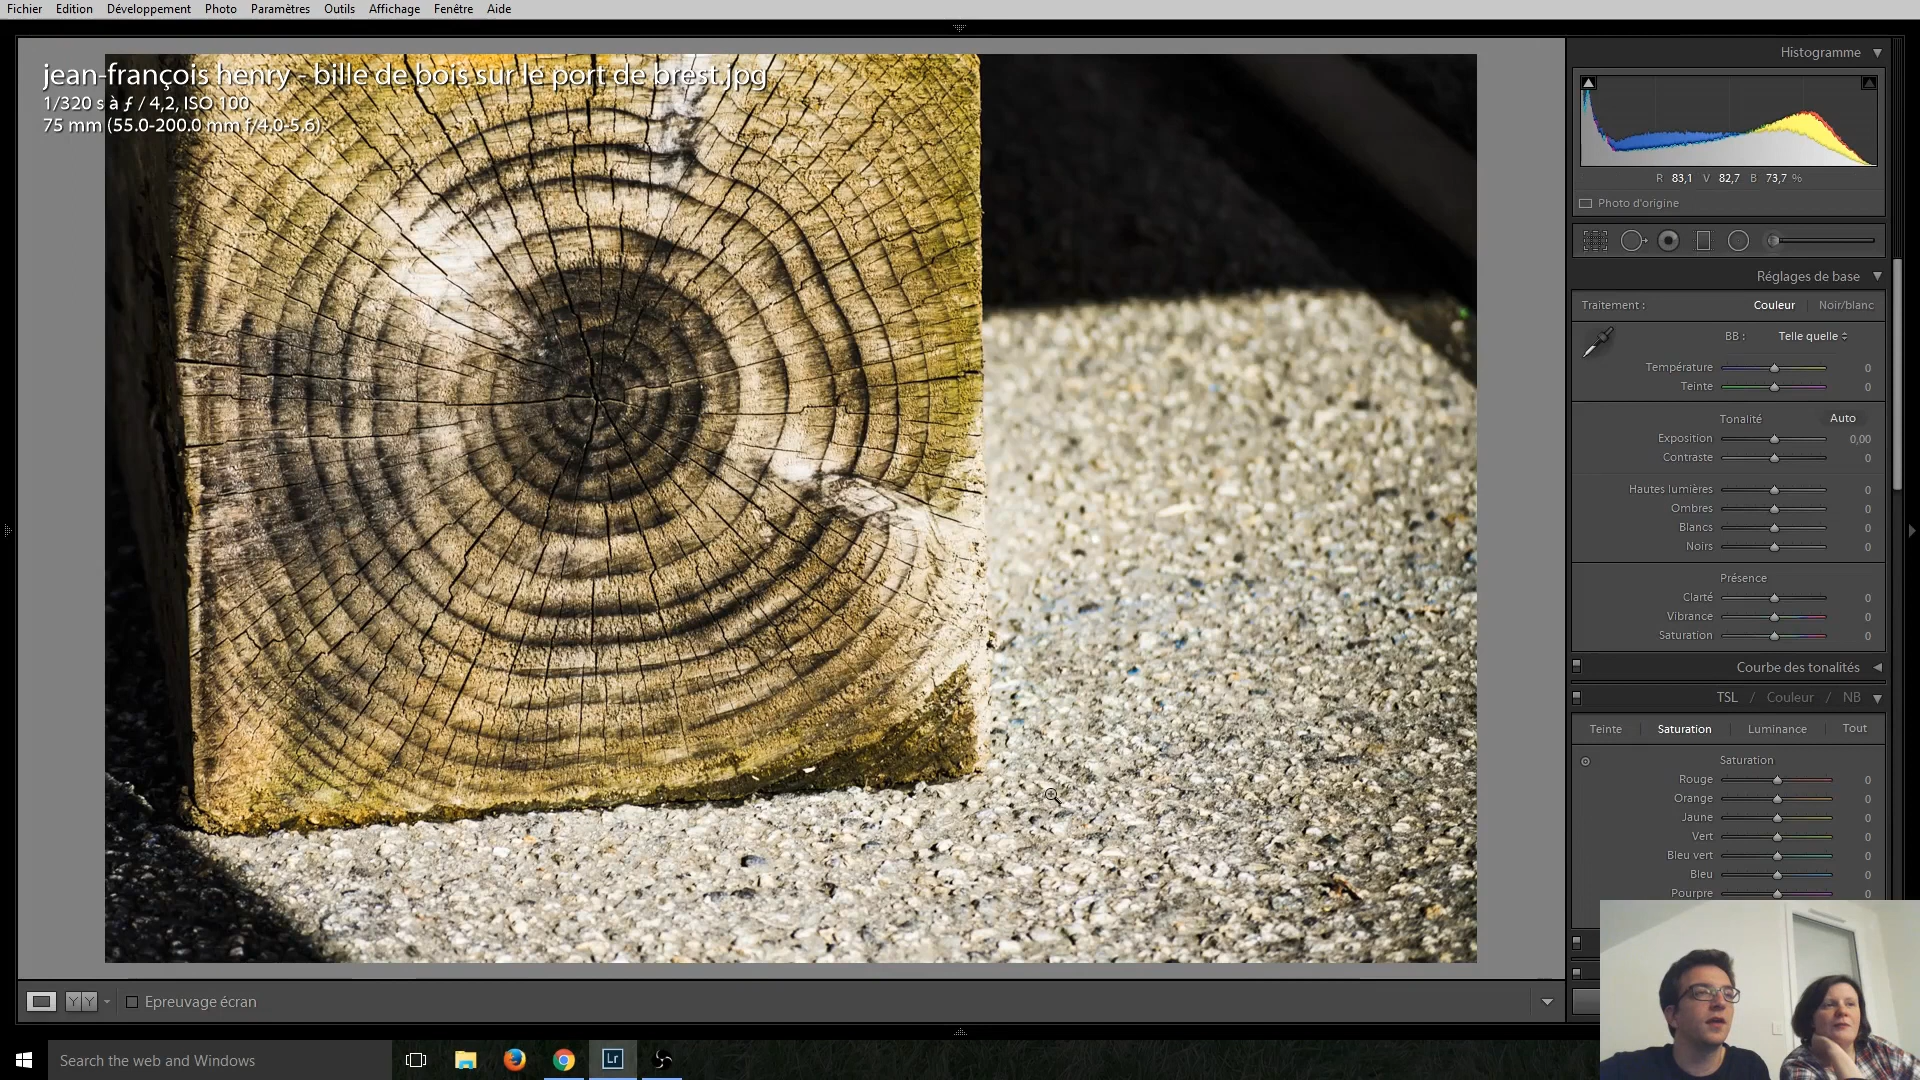 Fichier Edition Développement Photo Paramètres Outils Affichage Fenêtre Aide
jean-françois henry - bille de bois sur le port de brest.jpg
1/320 s à ƒ / 4,2, ISO 100
75 mm (55.0-200.0 mm f/4.0-5.6)
Histogramme
R 83,1 V 82,7 B 73,7 %
Photo d'origine
Réglages de base
Traitement : Couleur | Noir/blanc
BB : Telle quelle
Température 0
Teinte 0
Tonalité Auto
Exposition 0,00
Contraste 0
Hautes lumières 0
Ombres 0
Blancs 0
Noirs 0
Présence
Clarté 0
Vibrance 0
Saturation 0
Courbe des tonalités
TSL / Couleur / NB
Teinte | Saturation | Luminance Tout
Saturation
Rouge 0
Orange 0
Jaune 0
Vert 0
Bleu vert 0
Bleu 0
Pourpre 0
YY Epreuvage écran
Search the web and Windows
Lr